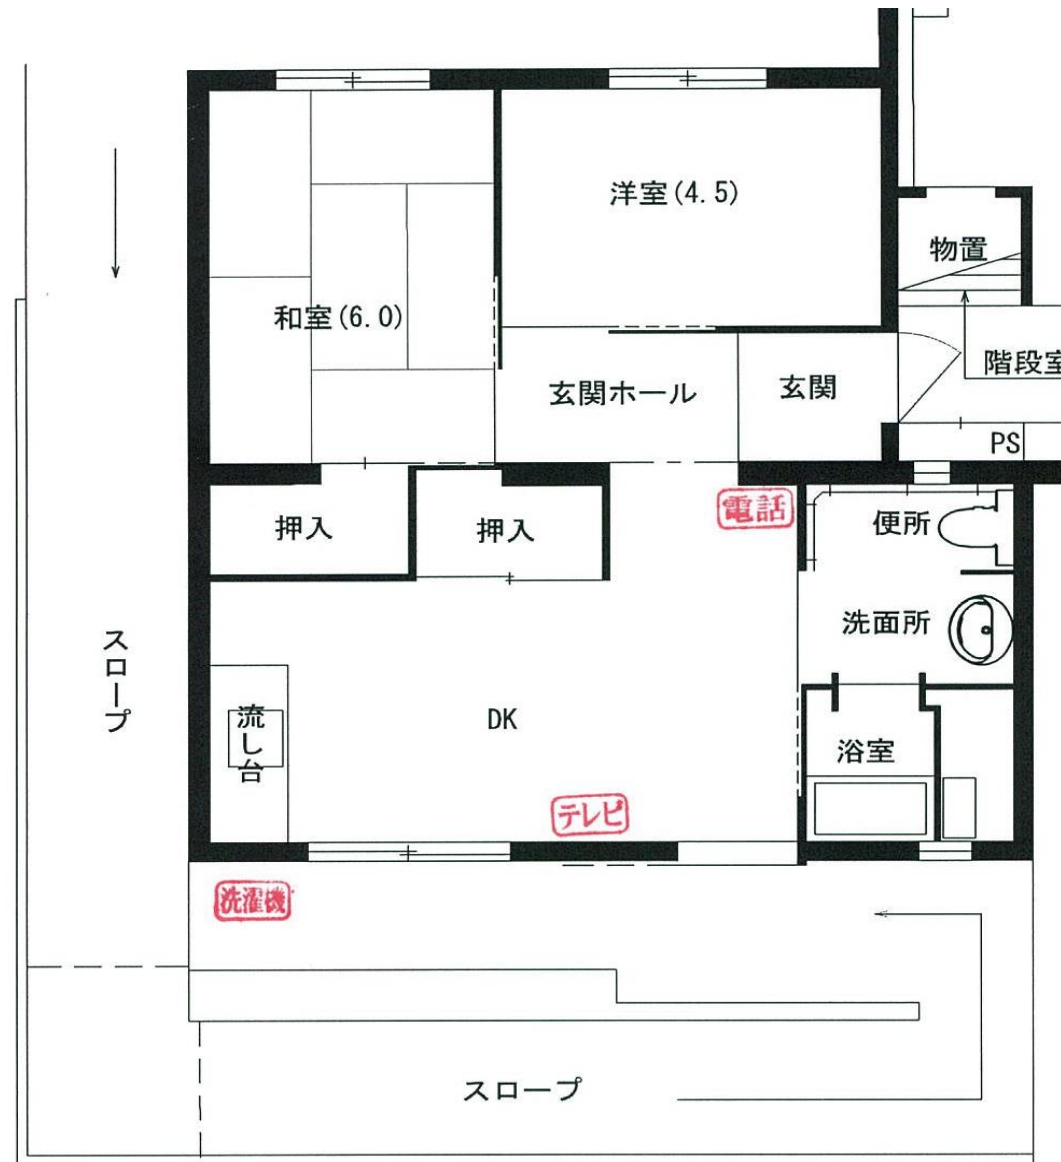 洋室(4.5)
物置
和室(6.0)
階段室
玄関ホール
玄関
PS
電話
押入
押入
便所
洗面所
スロープ
流し台
DK
浴室
テレビ
洗濯機
スロープ